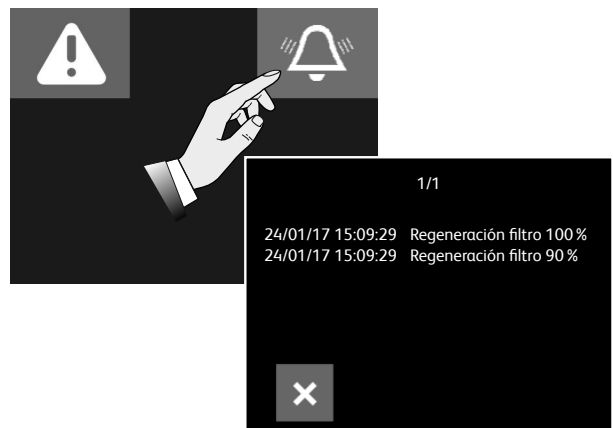 1/1
24/01/17 15:09:29 Regeneración filtro 100 %
24/01/17 15:09:29 Regeneración filtro 90 %